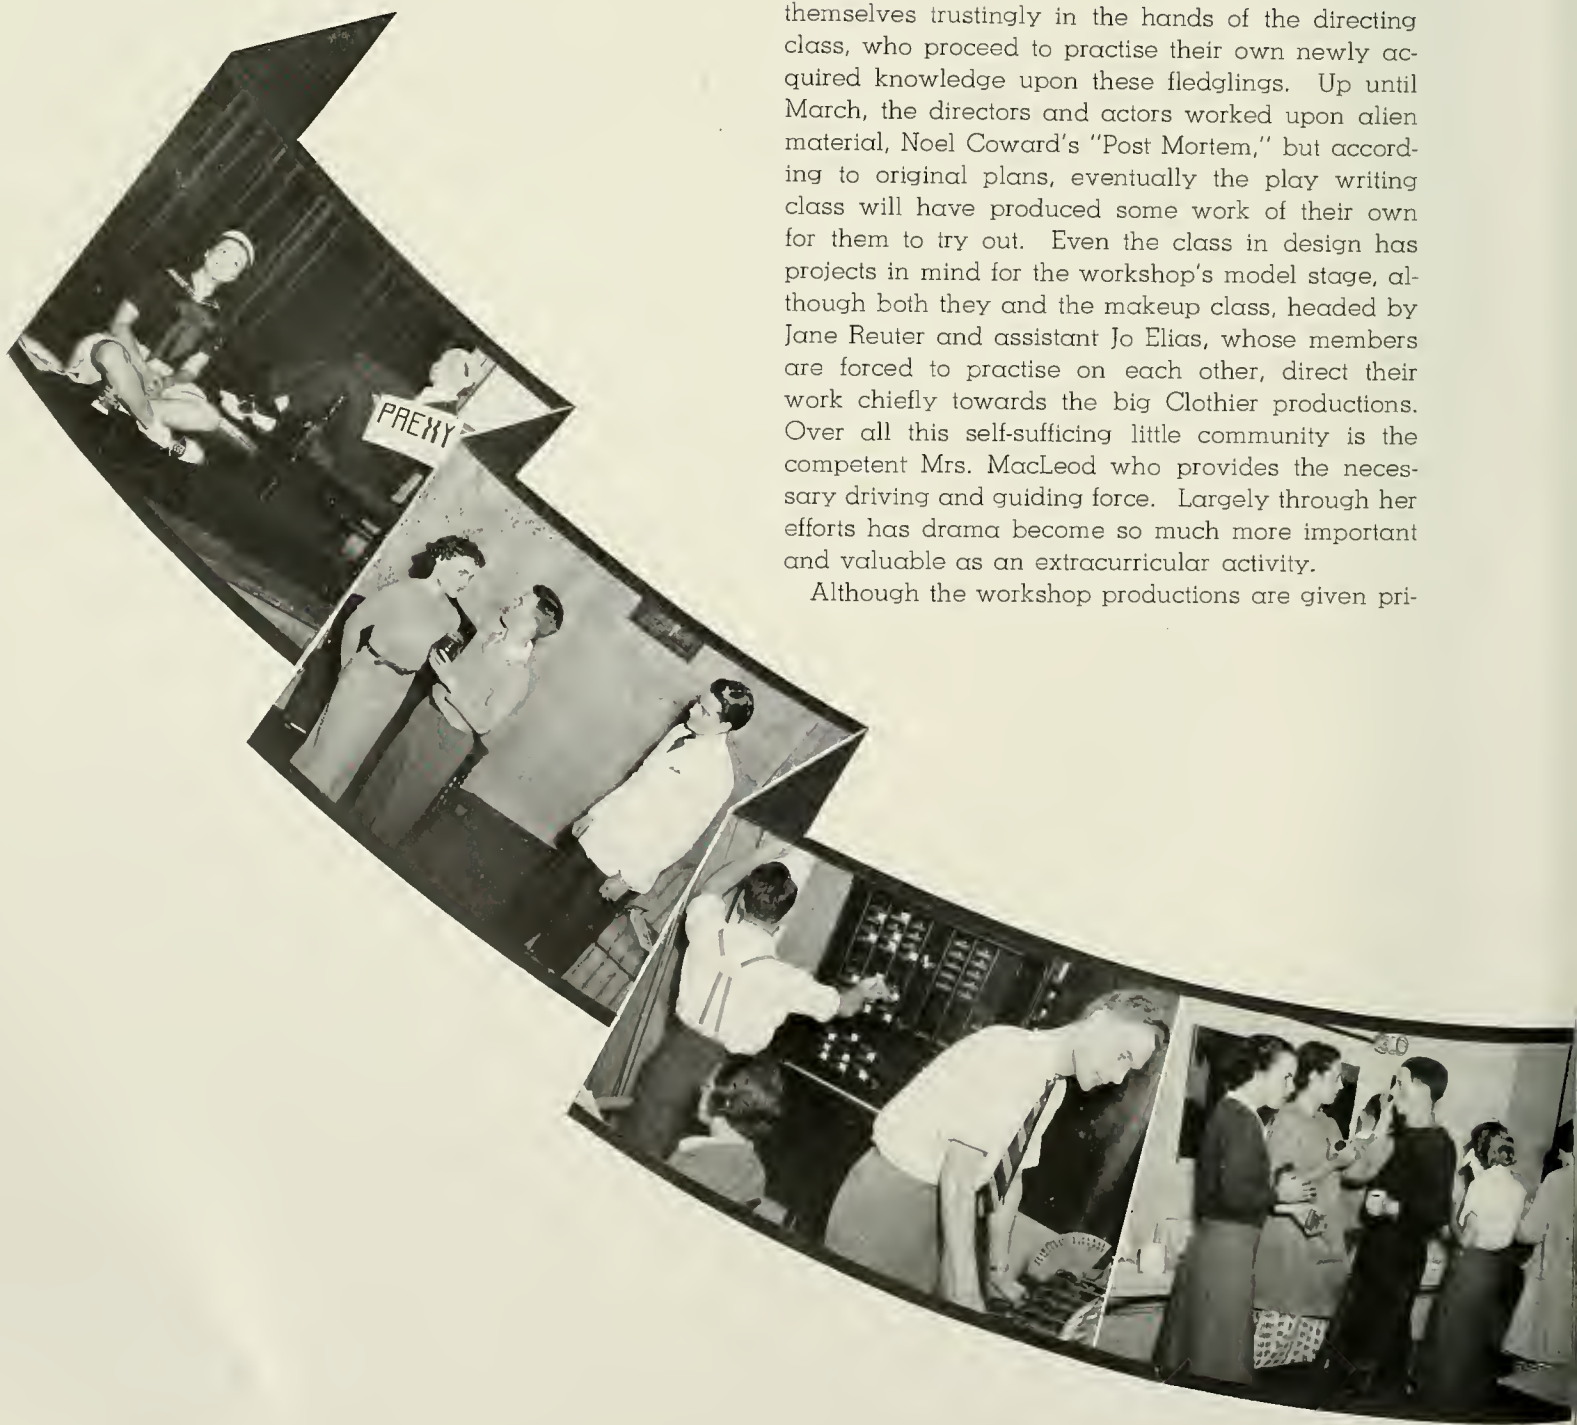 themselves trustingly in the hands of the directing
class, who proceed to practise their own newly ac-
quired knowledge upon these fledglings. Up until
March, the directors and actors worked upon alien
material, Noel Coward's "Post Mortem," but accord-
ing to original plans, eventually the play writing
class will have produced some work of their own
for them to try out. Even the class in design has
projects in mind for the workshop's model stage, al-
though both they and the makeup class, headed by
Jane Reuter and assistant Jo Elias, whose members
are forced to practise on each other, direct their
work chiefly towards the big Clothier productions.
Over all this self-sufficing little community is the
competent Mrs. MacLeod who provides the neces-
sary driving and guiding force. Largely through her
efforts has drama become so much more important
and valuable as an extracurricular activity.
Although the workshop productions are given pri-